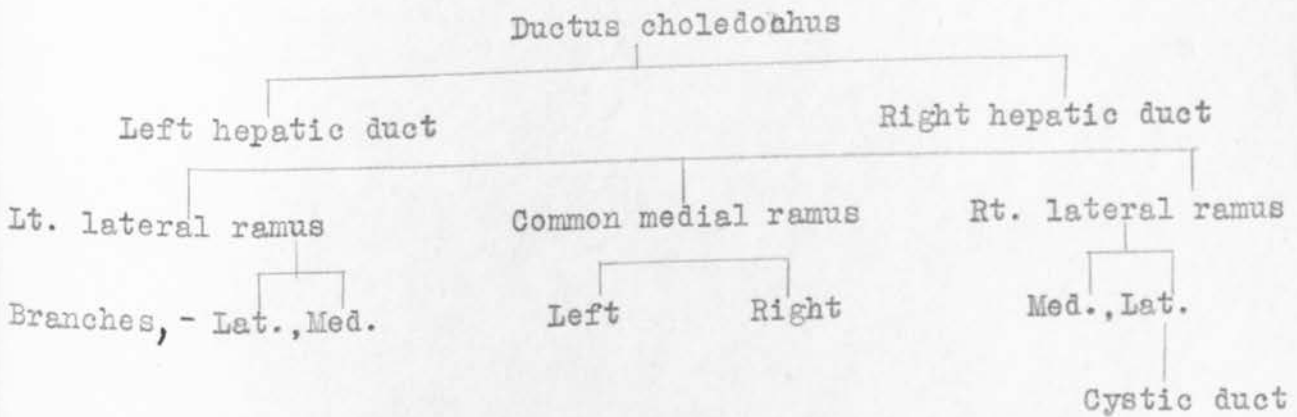 Ductus choledohhus
Left hepatic duct Right hepatic duct
Lt. lateral ramus Common medial ramus Rt. lateral ramus
Branches,- Lat.,Med. Left Right Med.,Lat.
Cystic duct